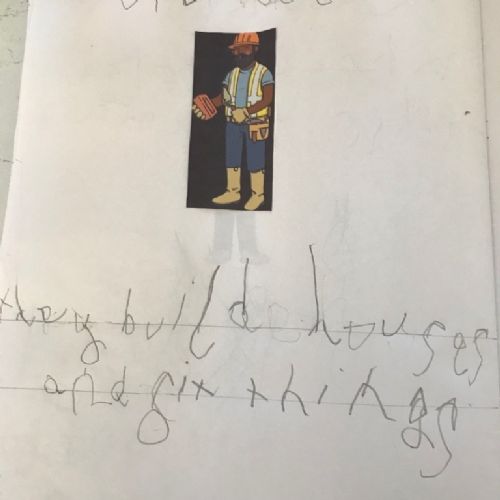 they build houses
and fix things